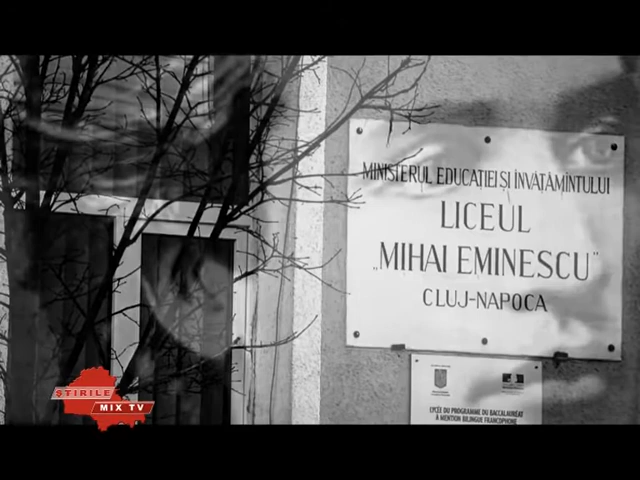 MINISTERUL EDUCAȚIEI ȘI ÎNVĂȚĂMÎNTULUI
LICEUL
„MIHAI EMINESCU”
CLUJ-NAPOCA
LYCÉE DU PROGRAMME DU BACCALAURÉAT
À MENTION BILINGUE FRANCOPHONE
ȘTIRILE
MIX TV